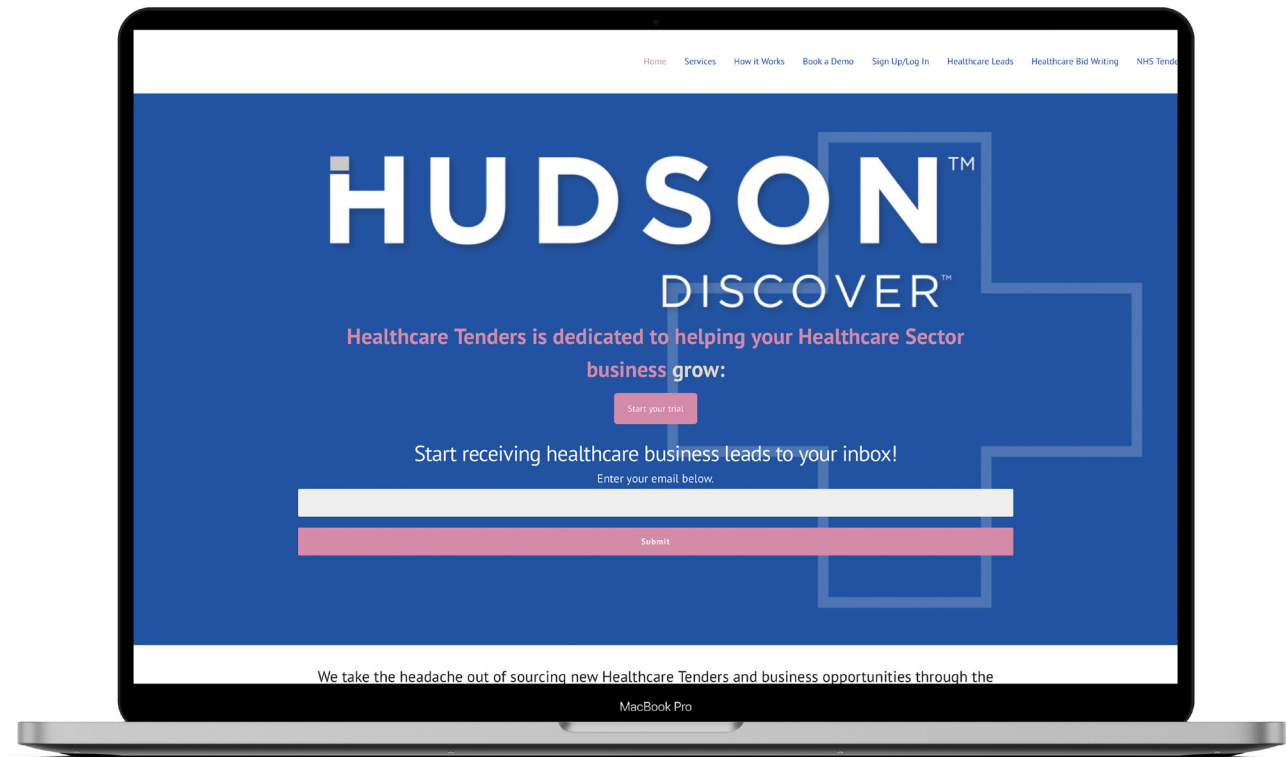 Home Services How it Works Book a Demo Sign Up/Log In Healthcare Leads Healthcare Bid Writing NHS Tende
HUDSON™
DISCOVER™
Healthcare Tenders is dedicated to helping your Healthcare Sector
business grow:
Start your trial
Start receiving healthcare business leads to your inbox!
Enter your email below.
Submit
We take the headache out of sourcing new Healthcare Tenders and business opportunities through the
MacBook Pro